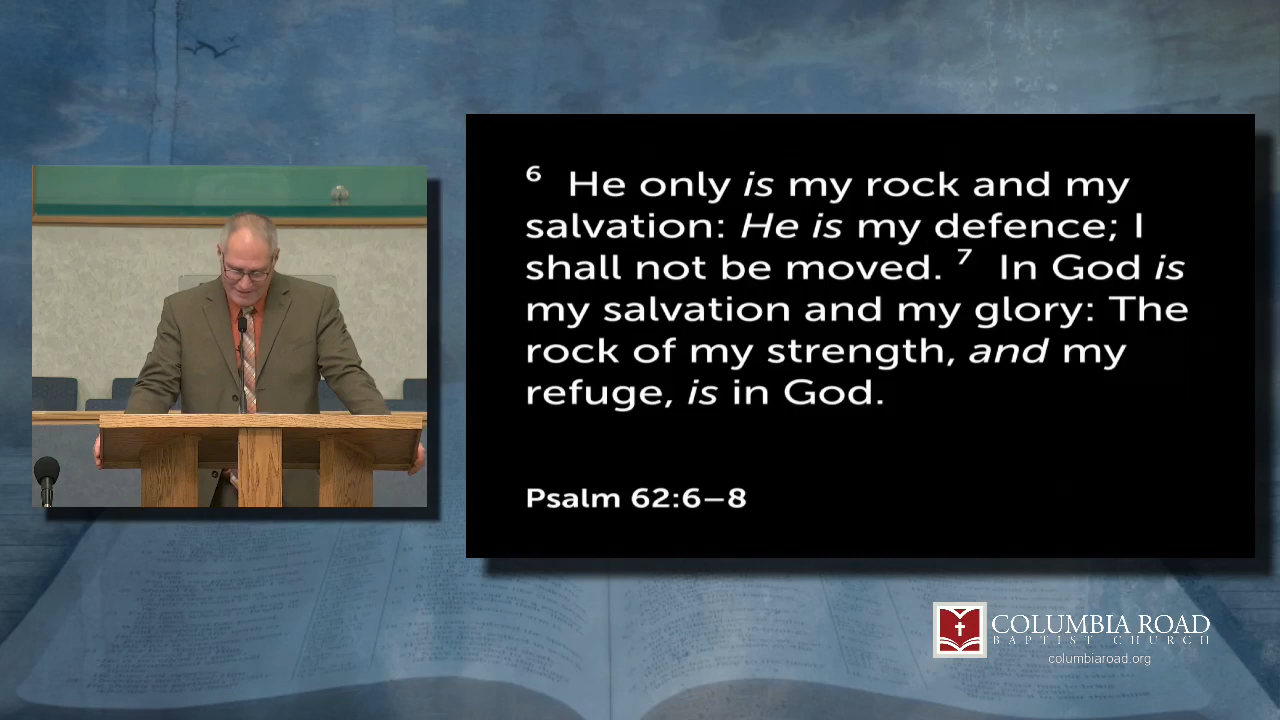 6 He only is my rock and my
salvation: He is my defence; I
shall not be moved. 7 In God is
my salvation and my glory: The
rock of my strength, and my
refuge, is in God.
Psalm 62:6–8
COLUMBIA ROAD
BAPTIST CHURCH
columbiaroad.org